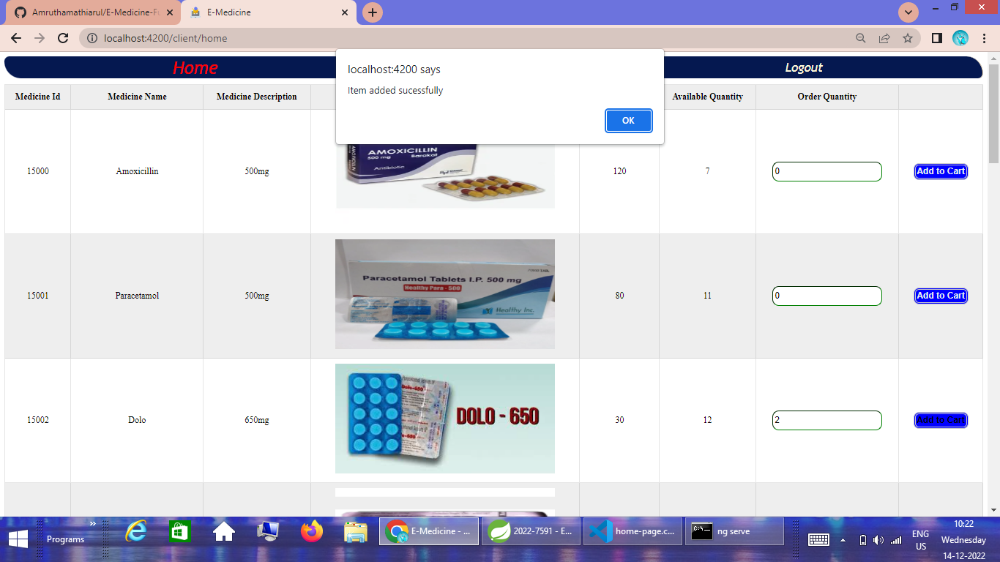 Amruthamathiarul/E-Medicine-Fu
E-Medicine
localhost:4200/client/home
Home
Logout
localhost:4200 says
Item added sucessfully
OK
Medicine Id Medicine Name Medicine Description Available Quantity Order Quantity
AMOXICILLIN
500 mg Barakat
Antibiotic
15000 Amoxicillin 500mg 120 7 0 Add to Cart
Paracetamol Tablets I.P. 500 mg
Healthy Para - 500
Healthy Inc.
15001 Paracetamol 500mg 80 11 0 Add to Cart
Dolo-650
DOLO - 650
15002 Dolo 650mg 30 12 2 Add to Cart
Programs
E-Medicine - ...
2022-7591 - E...
home-page.c...
C:\.
ng serve
ENG
US
10:22
Wednesday
14-12-2022